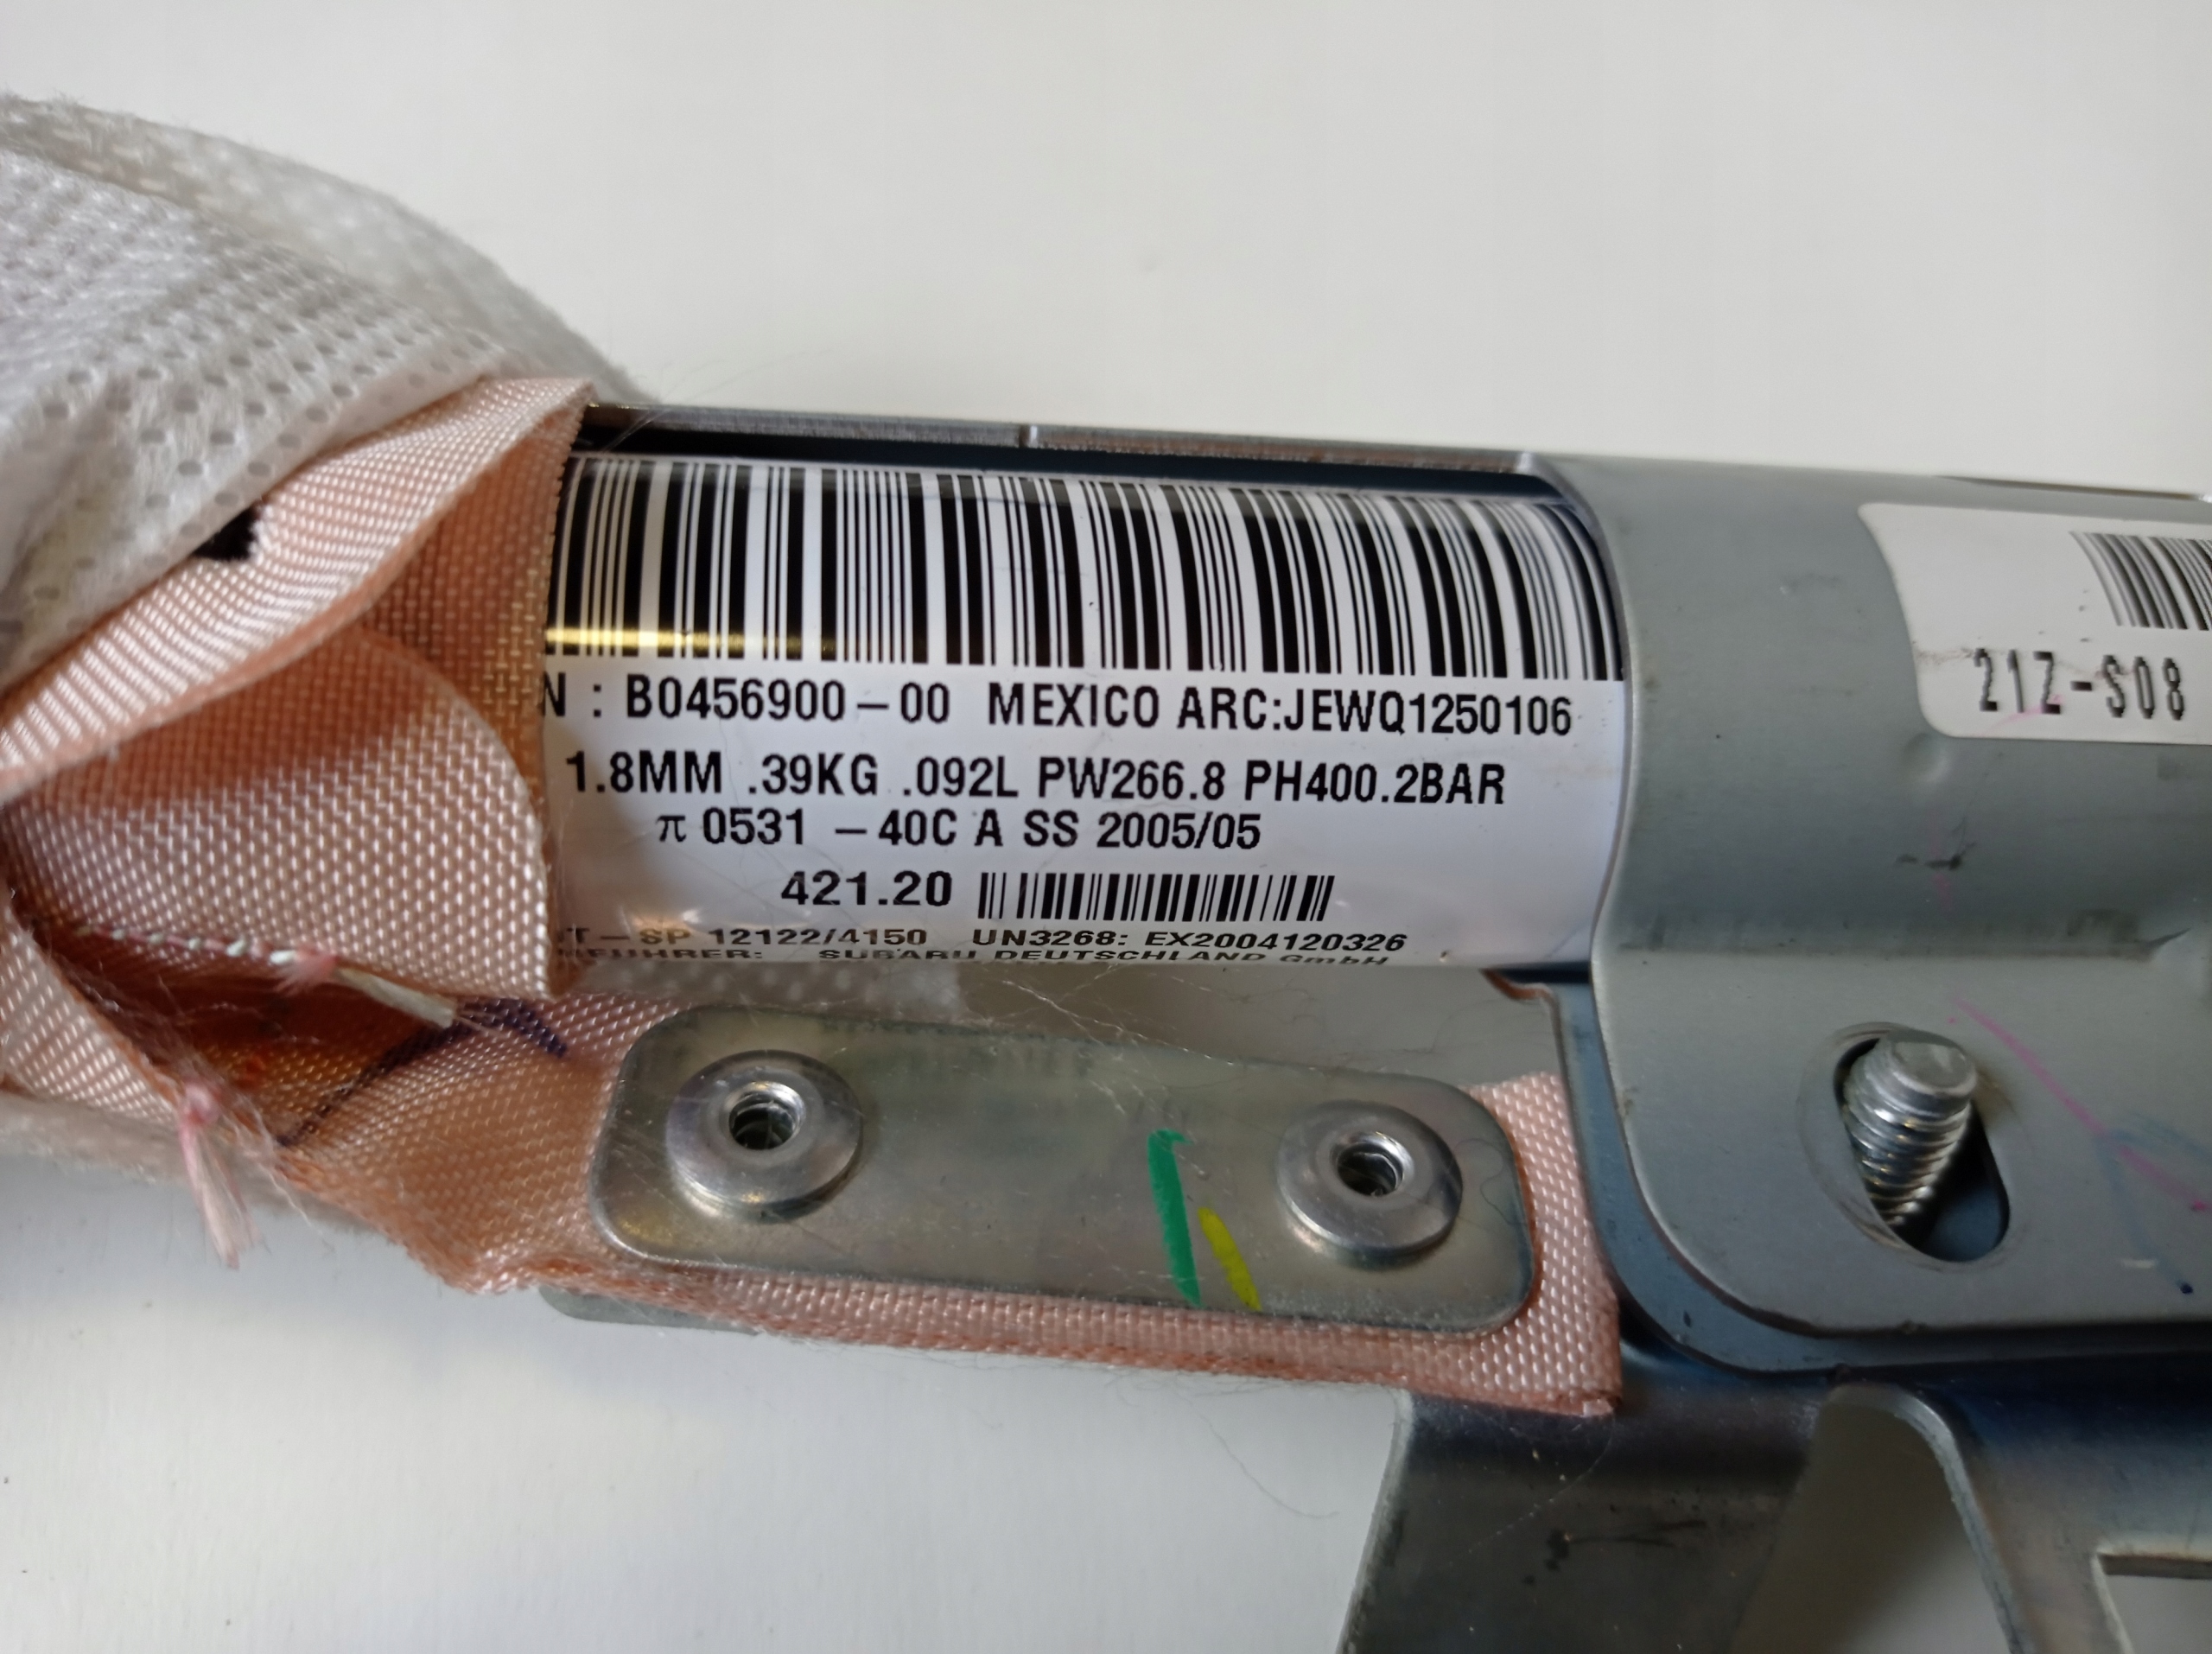 N : B0456900-00 MEXICO ARC:JEWQ1250106
1.8MM .39KG .092L PW266.8 PH400.2BAR
π 0531 -40C A SS 2005/05
421.20
T-SP 12122/4150 UN3268: EX2004120326
SUBARU DEUTSCHLAND GmbH
21Z-S08